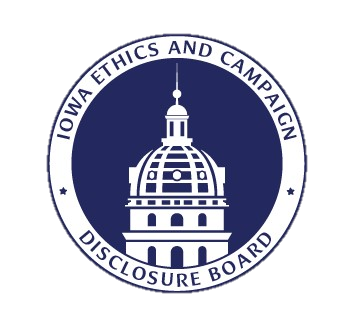 IOWA ETHICS AND CAMPAIGN
DISCLOSURE BOARD